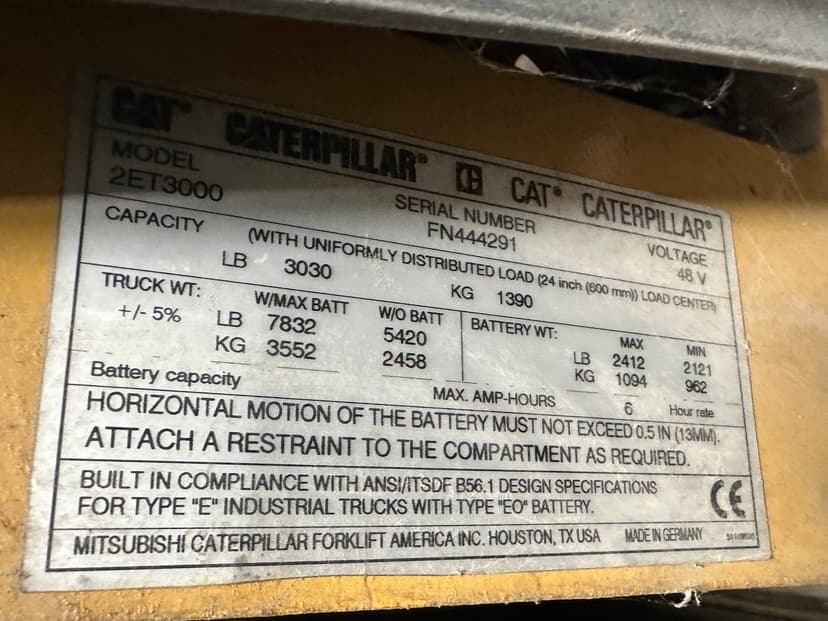 CAT® CATERPILLAR® CAT® CATERPILLAR®
MODEL SERIAL NUMBER VOLTAGE
2ET3000 FN444291 48 V
CAPACITY (WITH UNIFORMLY DISTRIBUTED LOAD (24 inch (600 mm)) LOAD CENTER)
LB 3030 KG 1390
TRUCK WT: W/MAX BATT W/O BATT BATTERY WT: MAX MIN
+/- 5% LB 7832 5420 LB 2412 2121
KG 3552 2458 KG 1094 962
Battery capacity MAX. AMP-HOURS 6 Hour rate
HORIZONTAL MOTION OF THE BATTERY MUST NOT EXCEED 0.5 IN (13MM).
ATTACH A RESTRAINT TO THE COMPARTMENT AS REQUIRED.
BUILT IN COMPLIANCE WITH ANSI/ITSDF B56.1 DESIGN SPECIFICATIONS
FOR TYPE "E" INDUSTRIAL TRUCKS WITH TYPE "EO" BATTERY. CE
MITSUBISHI CATERPILLAR FORKLIFT AMERICA INC. HOUSTON, TX USA MADE IN GERMANY